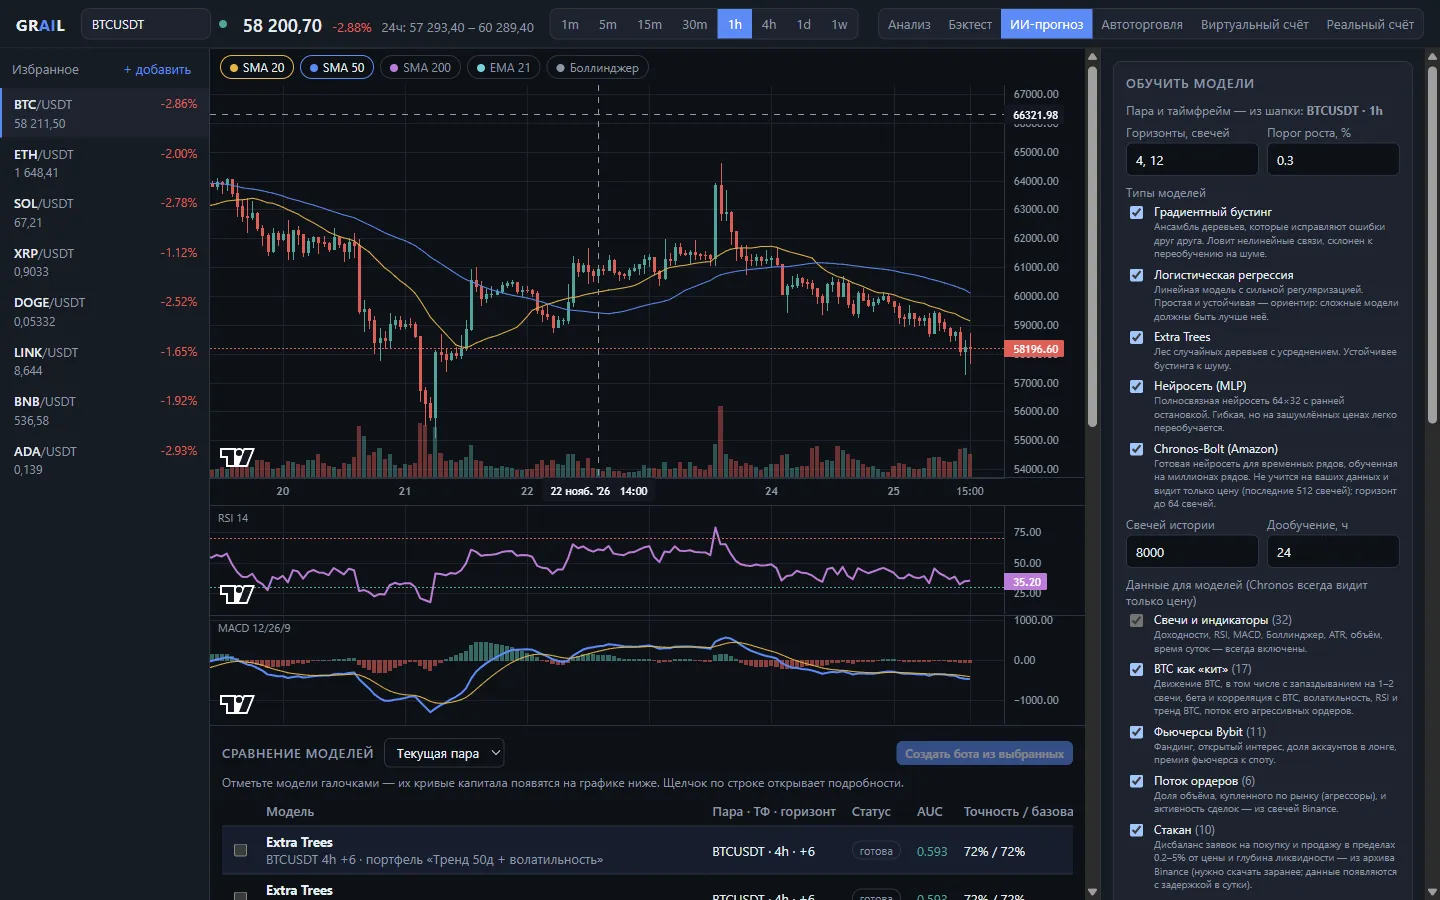 GRAIL
BTCUSDT
58 200,70 -2.88% 24ч: 57 293,40 – 60 289,40
1m 5m 15m 30m 1h 4h 1d 1w
Анализ Бэктест ИИ-прогноз Автоторговля Виртуальный счёт Реальный счёт
Избранное + добавить
BTC/USDT -2.86%
58 211,50
ETH/USDT -2.00%
1 648,41
SOL/USDT -2.78%
67,21
XRP/USDT -1.12%
0,9033
DOGE/USDT -2.52%
0,05332
LINK/USDT -1.65%
8,644
BNB/USDT -1.92%
536,58
ADA/USDT -2.93%
0,139
SMA 20 SMA 50 SMA 200 EMA 21 Боллинджер
67000.00
66321.98
65000.00
64000.00
63000.00
62000.00
61000.00
60000.00
59000.00
58196.60
57000.00
56000.00
55000.00
54000.00
20 21 22 22 нояб. '26 14:00 24 25 15:00
RSI 14
75.00
50.00
35.20
25.00
MACD 12/26/9
1000.00
0.00
−1000.00
СРАВНЕНИЕ МОДЕЛЕЙ Текущая пара Создать бота из выбранных
Отметьте модели галочками — их кривые капитала появятся на графике ниже. Щелчок по строке открывает подробности.
Модель Пара · ТФ · горизонт Статус AUC Точность / базова
Extra Trees
BTCUSDT 4h +6 · портфель «Тренд 50д + волатильность» BTCUSDT · 4h · +6 готова 0.593 72% / 72%
Extra Trees
BTCUSDT · 4h · +6 готова 0.593 72% / 72%
ОБУЧИТЬ МОДЕЛИ
Пара и таймфрейм — из шапки: BTCUSDT · 1h
Горизонты, свечей Порог роста, %
4, 12 0.3
Типы моделей
Градиентный бустинг
Ансамбль деревьев, которые исправляют ошибки
друг друга. Ловит нелинейные связи, склонен к
переобучению на шуме.
Логистическая регрессия
Линейная модель с сильной регуляризацией.
Простая и устойчивая — ориентир: сложные модели
должны быть лучше неё.
Extra Trees
Лес случайных деревьев с усреднением. Устойчивее
бустинга к шуму.
Нейросеть (MLP)
Полносвязная нейросеть 64×32 с ранней
остановкой. Гибкая, но на зашумлённых ценах легко
переобучается.
Chronos-Bolt (Amazon)
Готовая нейросеть для временных рядов, обученная
на миллионах рядов. Не учится на ваших данных и
видит только цену (последние 512 свечей); горизонт
до 64 свечей.
Свечей истории Дообучение, ч
8000 24
Данные для моделей (Chronos всегда видит
только цену)
Свечи и индикаторы (32)
Доходности, RSI, MACD, Боллинджер, ATR, объём,
время суток — всегда включены.
BTC как «кит» (17)
Движение BTC, в том числе с запаздыванием на 1–2
свечи, бета и корреляция с BTC, волатильность, RSI и
тренд BTC, поток его агрессивных ордеров.
Фьючерсы Bybit (11)
Фандинг, открытый интерес, доля аккаунтов в лонге,
премия фьючерса к споту.
Поток ордеров (6)
Доля объёма, купленного по рынку (агрессоры), и
активность сделок — из свечей Binance.
Стакан (10)
Дисбаланс заявок на покупку и продажу в пределах
0.2–5% от цены и глубина ликвидности — из архива
Binance (нужно скачать заранее; данные появляются
с задержкой в сутки).